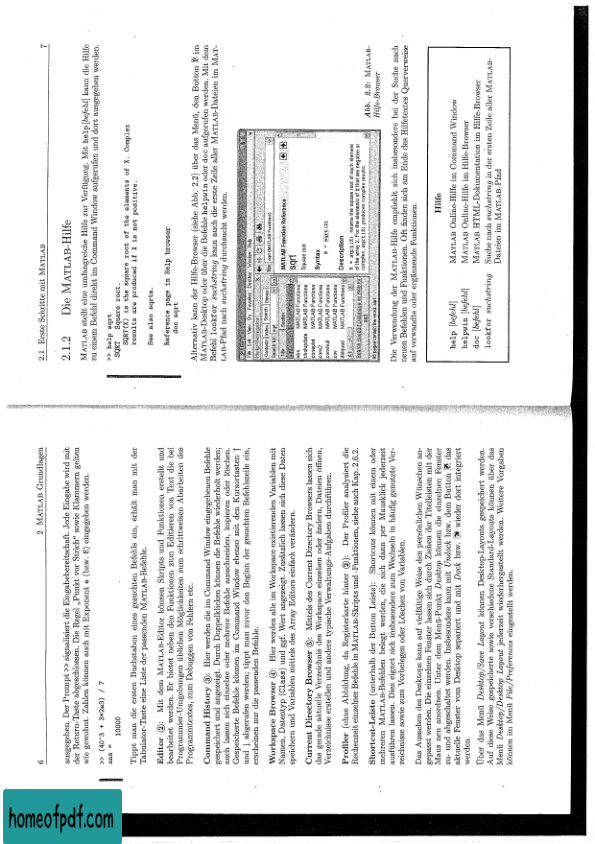 6 2 MATLAB Grundlagen
angegeben. Der Prompt >> signalisiert die Eingabebereitschaft. Jede Eingabe wird mit
der Return-Taste abgeschlossen. Die Regel „Punkt vor Strich“ sowie Klammern gelten
wie gewohnt. Zahlen können auch mit Exponent e (bzw. E) eingegeben werden.
>> (40^3 + 3*2e3) / 7
ans =
10000
Tippt man die ersten Buchstaben eines gesuchten Befehls ein, erhält man mit der
Tabulator-Taste eine Liste der passenden MATLAB-Befehle.
Editor ②: Mit dem MATLAB-Editor können Skripts und Funktionen erstellt und
bearbeitet werden. Er bietet neben den Funktionen zum Editieren von Text die bei
Programmier-Umgebungen üblichen Möglichkeiten zum schrittweisen Abarbeiten des
Programmtextes, zum Debuggen von Fehlern etc.
Command History ③: Hier werden die im Command Window eingegebenen Befehle
gespeichert und angezeigt. Durch Doppelklicken können die Befehle wiederholt werden;
auch lassen sich einzelne oder mehrere Befehle ausschneiden, kopieren oder löschen.
Gespeicherte Befehle können im Command Window ebenso mit den Kursortasten ↑
und ↓ abgerufen werden; tippt man zuvor den Beginn der gesuchten Befehlszeile ein,
erscheinen nur die passenden Befehle.
Workspace Browser ④: Hier werden alle im Workspace existierenden Variablen mit
Namen, Datentyp (Class) und ggf. Wert angezeigt. Zusätzlich lassen sich diese Daten
speichern und Variablen mittels des Array Editors einfach verändern.
Current Directory Browser ⑤: Mittels des Current Directory Browsers lassen sich
das gerade aktuelle Verzeichnis des Workspace einsehen oder ändern, Dateien öffnen,
Verzeichnisse erstellen und andere typische Verwaltungs-Aufgaben durchführen.
Profiler (ohne Abbildung, da Registerkarte hinter ②): Der Profiler analysiert die
Rechenzeit einzelner Befehle in MATLAB-Skripts und -Funktionen, siehe auch Kap. 2.6.2.
Shortcut-Leiste (unterhalb der Button Leiste): Shortcuts können mit einem oder
mehreren MATLAB-Befehlen belegt werden, die sich dann per Mausklick jederzeit
ausführen lassen. Dies eignet sich insbesondere zum Wechseln in häufig genutzte Ver-
zeichnisse sowie zum Vorbelegen oder Löschen von Variablen.
Das Aussehen des Desktops kann auf vielfältige Weise den persönlichen Wünschen an-
gepasst werden. Die einzelnen Fenster lassen sich durch Ziehen der Titelleisten mit der
Maus neu anordnen. Unter dem Menü-Punkt Desktop können die einzelnen Fenster
zu- und abgeschaltet werden. Insbesondere kann mit Undock bzw. dem Button das
aktuelle Fenster vom Desktop separiert und mit Dock bzw. wieder dort integriert
werden.
Über das Menü Desktop/Save Layout können Desktop-Layouts gespeichert werden.
Auf diese Weise gespeicherte sowie verschiedene Standard-Layouts können über das
Menü Desktop/Desktop Layout jederzeit wiederhergestellt werden. Weitere Vorgaben
können im Menü File/Preference eingestellt werden.
2.1 Erste Schritte mit MATLAB 7
2.1.2 Die MATLAB-Hilfe
MATLAB stellt eine umfangreiche Hilfe zur Verfügung. Mit help [befehl] kann die Hilfe
zu einem Befehl direkt im Command Window aufgerufen und dort ausgegeben werden.
>> help sqrt
SQRT Square root.
SQRT(X) is the square root of the elements of X. Complex
results are produced if X is not positive.
See also sqrtm.
Reference page in Help browser
doc sqrt
Alternativ kann der Hilfe-Browser (siehe Abb. 2.2) über das Menü, den Button ? im
MATLAB-Desktop oder über die Befehle helpwin oder doc aufgerufen werden. Mit dem
Befehl lookfor suchstring kann auch die erste Zeile aller MATLAB-Dateien im MAT-
LAB-Pfad nach suchstring durchsucht werden.
MATLAB Function Reference
sqrt
Square root
Syntax
B = sqrt(X)
Description
Abb. 2.2: MATLAB-
Hilfe-Browser
Die Verwendung der MATLAB-Hilfe empfiehlt sich insbesondere bei der Suche nach
neuen Befehlen und Funktionen. Oft finden sich am Ende des Hilfetextes Querverweise
auf verwandte oder ergänzende Funktionen.
Hilfe
help [befehl] MATLAB Online-Hilfe im Command Window
helpwin [befehl] MATLAB Online-Hilfe im Hilfe-Browser
doc [befehl] MATLAB HTML-Dokumentation im Hilfe-Browser
lookfor suchstring Suche nach suchstring in der ersten Zeile aller MATLAB-
Dateien im MATLAB-Pfad
homeofpdf.com